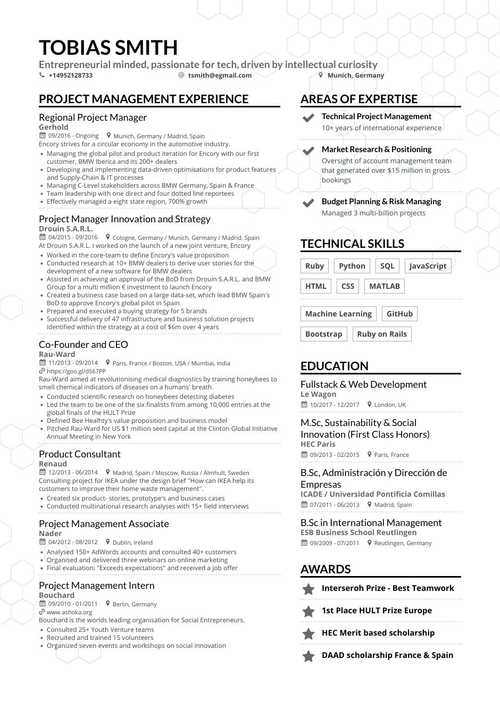 TOBIAS SMITH
Entrepreneurial minded, passionate for tech, driven by intellectual curiosity
+14952128733 tsmith@egmail.com Munich, Germany
PROJECT MANAGEMENT EXPERIENCE
Regional Project Manager
Gerhold
09/2016 - Ongoing Munich, Germany / Madrid, Spain
Encory strives for a circular economy in the automotive industry.
• Managing the global pilot and product iteration for Encory with our first
customer, BMW Iberica and its 200+ dealers
• Developing and implementing data-driven optimisations for product features
and Supply-Chain & IT processes
• Managing C-Level stakeholders across BMW Germany, Spain & France
• Team leadership with one direct and four dotted line reportees
• Effectively managed a eight state region, 700% growth
Project Manager Innovation and Strategy
Drouin S.A.R.L.
04/2015 - 09/2016 Cologne, Germany / Munich, Germany / Madrid, Spain
At Drouin S.A.R.L. I worked on the launch of a new joint venture, Encory
• Worked in the core-team to define Encory's value proposition
• Conducted research at 10+ BMW dealers to derive user stories for the
development of a new software for BMW dealers
• Assisted in achieving an approval of the BoD from Drouin S.A.R.L. and BMW
Group for a multi million € investment to launch Encory
• Created a business case based on a large data-set, which lead BMW Spain's
BoD to approve Encory's global pilot in Spain
• Prepared and executed a buying strategy for 5 brands
• Successful delivery of 47 infrastructure and business solution projects
identified within the strategy at a cost of $6m over 4 years
Co-Founder and CEO
Rau-Ward
11/2013 - 09/2014 Paris, France / Boston, USA / Mumbai, India
https://goo.gl/dS67PP
Rau-Ward aimed at revolutionising medical diagnostics by training honeybees to
smell chemical indicators of diseases on a humans' breath.
• Conducted scientific research on honeybees detecting diabetes
• Led the team to be one of the six finalists from among 10,000 entries at the
global finals of the HULT Prize
• Defined Bee Healhty's value proposition and business model
• Pitched Rau-Ward for US $1 million seed capital at the Clinton Global Initiative
Annual Meeting in New York
Product Consultant
Renaud
12/2013 - 06/2014 Madrid, Spain / Moscow, Russia / Älmhult, Sweden
Consulting project for IKEA under the design brief "How can IKEA help its
customers to improve their home waste management".
• Created six product- stories, prototype's and business cases
• Conducted multinational research analyses with 15+ field interviews
Project Management Associate
Nader
04/2012 - 08/2012 Dublin, Ireland
• Analysed 150+ AdWords accounts and consulted 40+ customers
• Organised and delivered three webinars on online marketing
• Final evaluation: "Exceeds expectations" and received a job offer
Project Management Intern
Bouchard
09/2010 - 01/2011 Berlin, Germany
www.ashoka.org
Bouchard is the worlds leading organisation for Social Entrepreneurs.
• Consulted 25+ Youth Venture teams
• Recruited and trained 15 volunteers
• Organized seven events and workshops on social innovation
AREAS OF EXPERTISE
Technical Project Management
10+ years of international experience
Market Research & Positioning
Oversight of account management team
that generated over $15 million in gross
bookings
Budget Planning & Risk Managing
Managed 3 multi-billion projects
TECHNICAL SKILLS
Ruby Python SQL JavaScript
HTML CSS MATLAB
Machine Learning GitHub
Bootstrap Ruby on Rails
EDUCATION
Fullstack & Web Development
Le Wagon
10/2017 - 12/2017 London, UK
M.Sc, Sustainability & Social
Innovation (First Class Honors)
HEC Paris
09/2013 - 02/2015 Paris, France
B.Sc, Administración y Dirección de
Empresas
ICADE / Universidad Pontificia Comillas
07/2011 - 06/2013 Madrid, Spain
B.Sc in International Management
ESB Business School Reutlingen
09/2009 - 07/2011 Reutlingen, Germany
AWARDS
Interseroh Prize - Best Teamwork
1st Place HULT Prize Europe
HEC Merit based scholarship
DAAD scholarship France & Spain